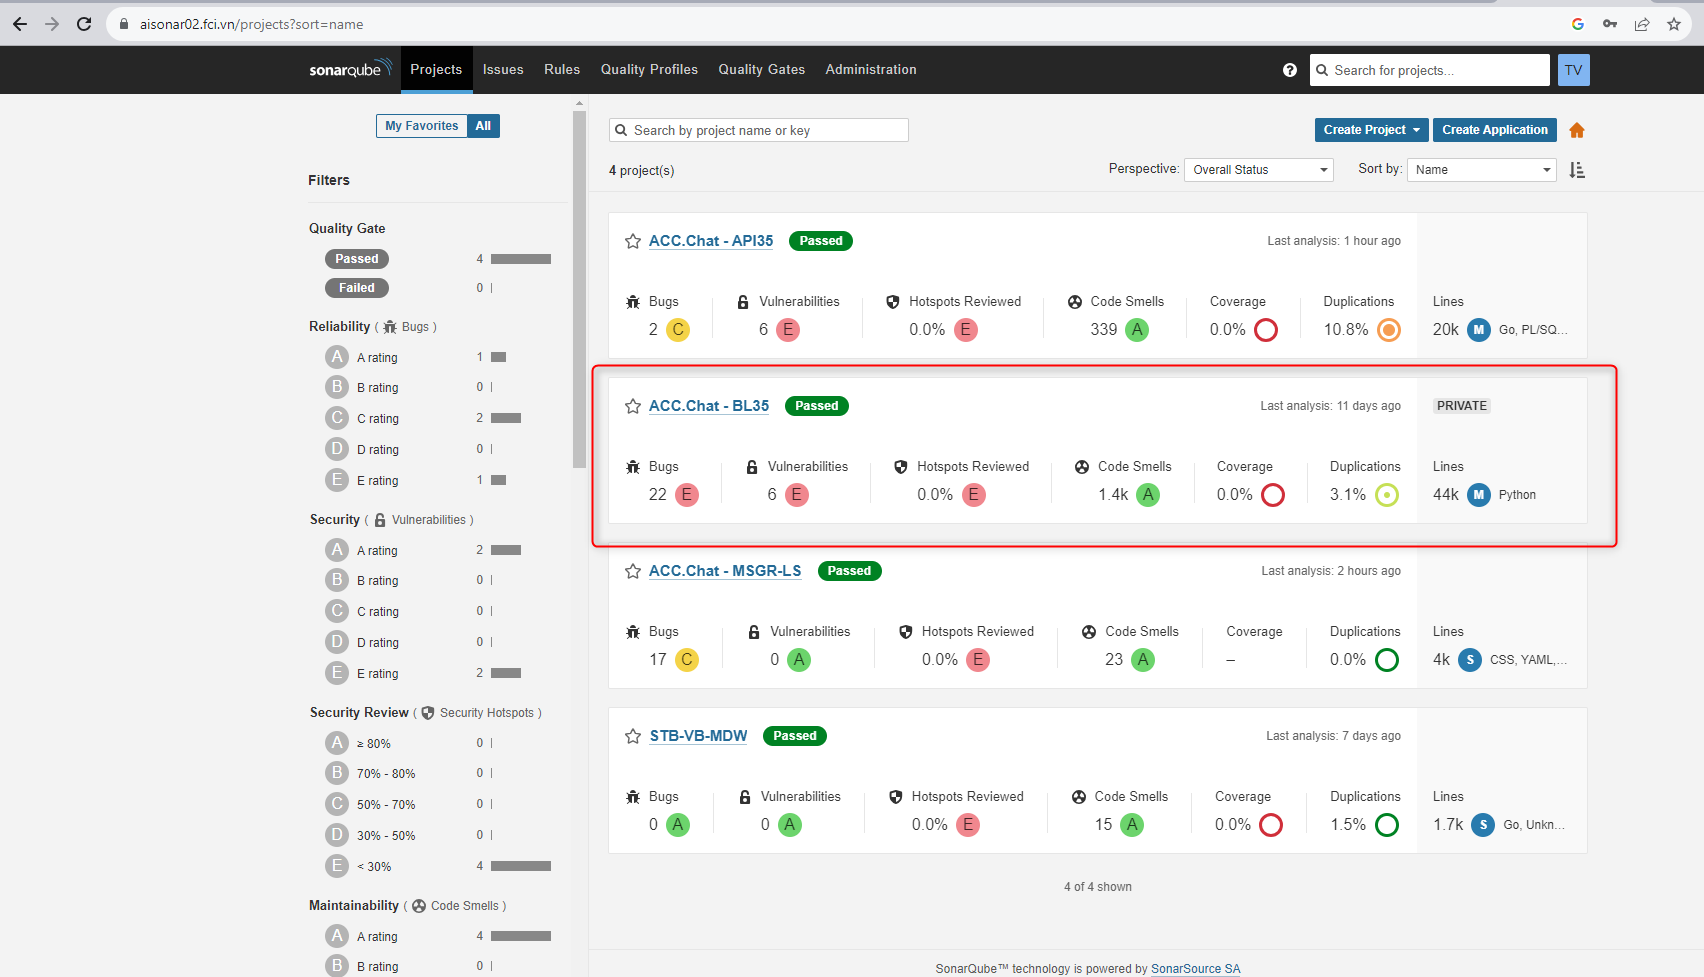 aisonar02.fci.vn/projects?sort=name
sonarqube Projects Issues Rules Quality Profiles Quality Gates Administration ? Search for projects... TV
My Favorites All
Filters
Quality Gate
Passed 4
Failed 0
Reliability ( Bugs )
A A rating 1
B B rating 0
C C rating 2
D D rating 0
E E rating 1
Security ( Vulnerabilities )
A A rating 2
B B rating 0
C C rating 0
D D rating 0
E E rating 2
Security Review ( Security Hotspots )
A ≥ 80% 0
B 70% - 80% 0
C 50% - 70% 0
D 30% - 50% 0
E < 30% 4
Maintainability ( Code Smells )
A A rating 4
B B rating 0
Search by project name or key Create Project Create Application
4 project(s) Perspective: Overall Status Sort by: Name
ACC.Chat - API35 Passed Last analysis: 1 hour ago
Bugs Vulnerabilities Hotspots Reviewed Code Smells Coverage Duplications Lines
2 C 6 E 0.0% E 339 A 0.0% 10.8% 20k M Go, PL/SQ...
ACC.Chat - BL35 Passed Last analysis: 11 days ago PRIVATE
Bugs Vulnerabilities Hotspots Reviewed Code Smells Coverage Duplications Lines
22 E 6 E 0.0% E 1.4k A 0.0% 3.1% 44k M Python
ACC.Chat - MSGR-LS Passed Last analysis: 2 hours ago
Bugs Vulnerabilities Hotspots Reviewed Code Smells Coverage Duplications Lines
17 C 0 A 0.0% E 23 A – 0.0% 4k S CSS, YAML,...
STB-VB-MDW Passed Last analysis: 7 days ago
Bugs Vulnerabilities Hotspots Reviewed Code Smells Coverage Duplications Lines
0 A 0 A 0.0% E 15 A 0.0% 1.5% 1.7k S Go, Unkn...
4 of 4 shown
SonarQube™ technology is powered by SonarSource SA